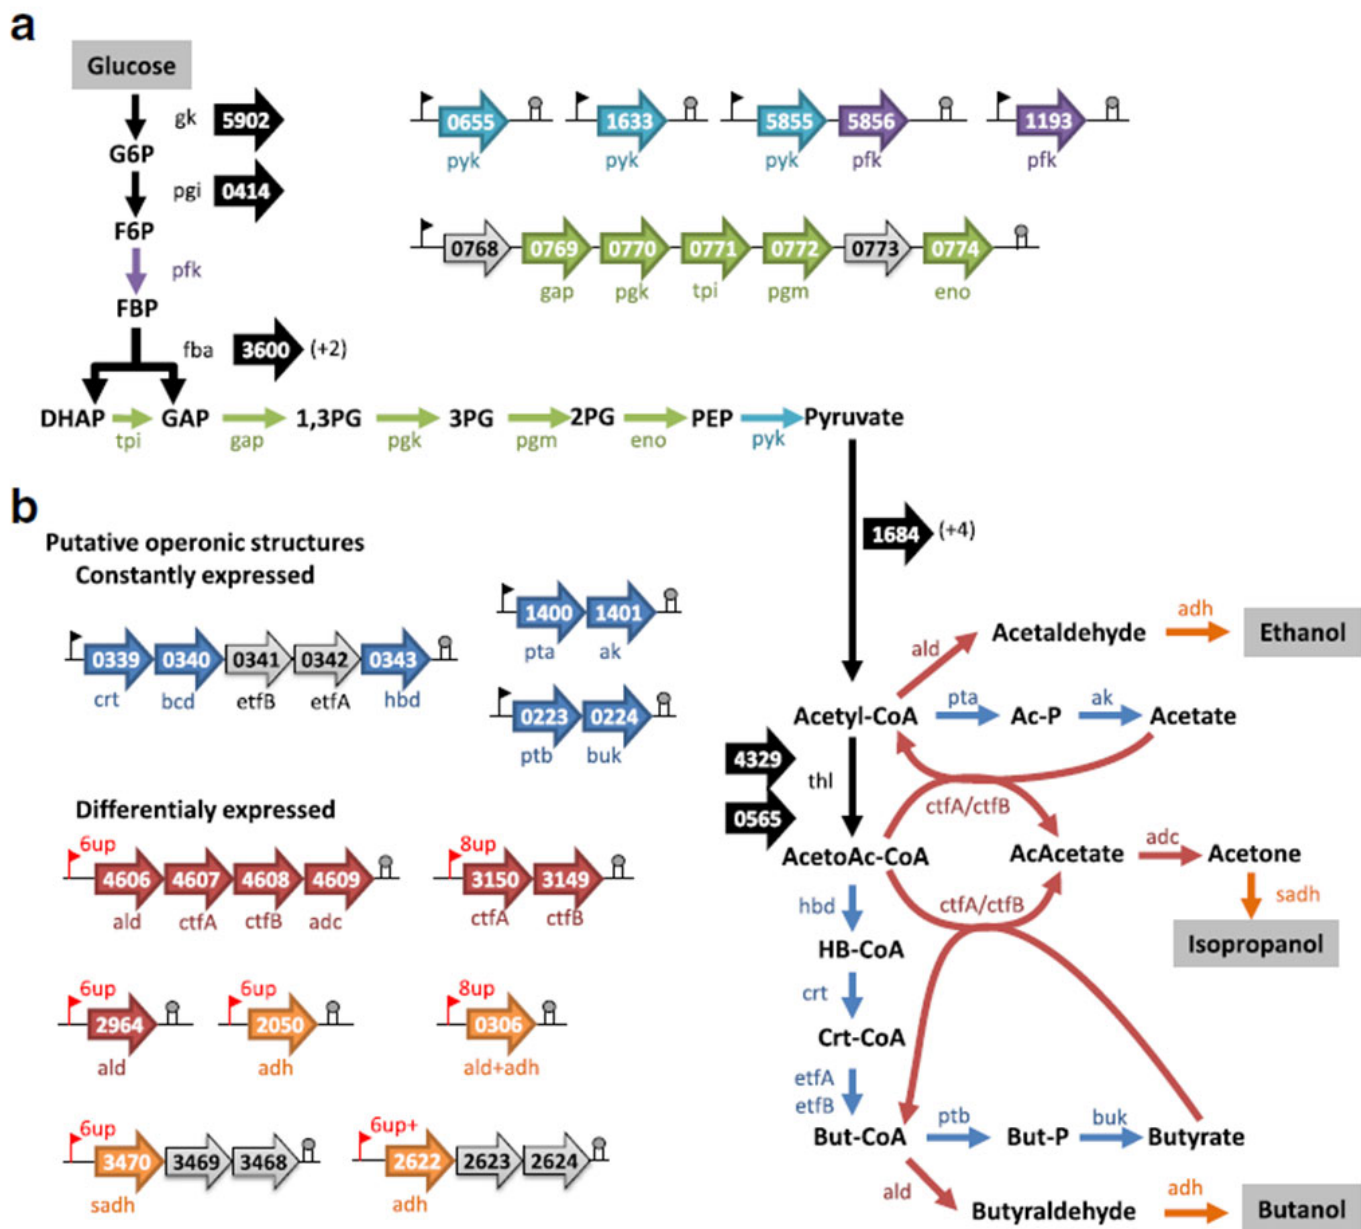 a
Glucose
gk 5902
G6P
pgi 0414
F6P
pfk
FBP
fba 3600 (+2)
0655 1633 5855 5856 1193
pyk pyk pyk pfk pfk
0768 0769 0770 0771 0772 0773 0774
gap pgk tpi pgm eno
DHAP GAP 1,3PG 3PG 2PG PEP Pyruvate
tpi gap pgk pgm eno pyk
1684 (+4)
b
Putative operonic structures
Constantly expressed
0339 0340 0341 0342 0343
crt bcd etfB etfA hbd
1400 1401
pta ak
0223 0224
ptb buk
Differentialy expressed
6up
4606 4607 4608 4609
ald ctfA ctfB adc
8up
3150 3149
ctfA ctfB
6up
2964
ald
6up
2050
adh
8up
0306
ald+adh
6up
3470 3469 3468
sadh
6up+
2622 2623 2624
adh
ald Acetaldehyde adh Ethanol
Acetyl-CoA pta Ac-P ak Acetate
4329
thl
0565
ctfA/ctfB
AcetoAc-CoA AcAcetate adc Acetone
sadh
Isopropanol
hbd ctfA/ctfB
HB-CoA
crt
Crt-CoA
etfA
etfB
But-CoA ptb But-P buk Butyrate
ald Butyraldehyde adh Butanol